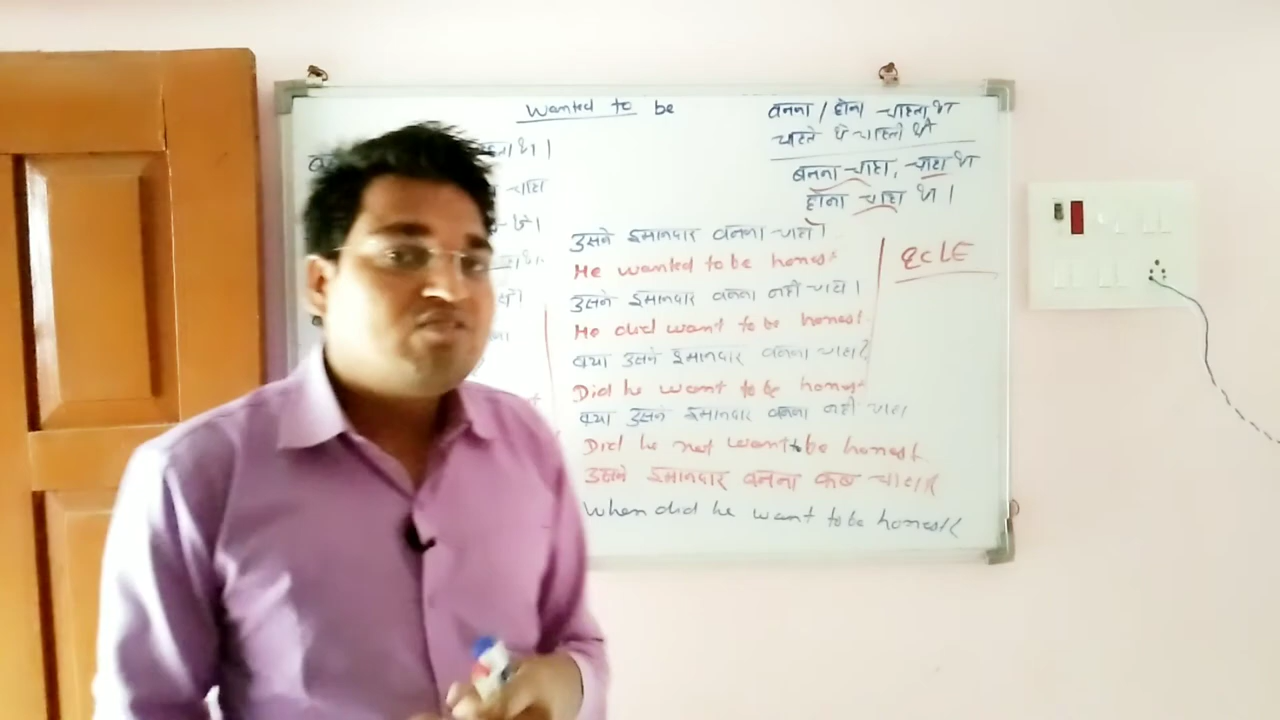 Wanted to be
बनना / होना चाहता था
चाहते थे चाहती थी
बनना चाहा, चाहा था
होना चाहा था।
चाहा
उसने ईमानदार बनना चाहा।
He wanted to be honest
ECLE
उसने ईमानदार बनना नहीं चाहा।
He did want to be honest
क्या उसने ईमानदार बनना चाहा?
Did he want to be honest
क्या उसने ईमानदार बनना नहीं चाहा
Did he not want to be honest
उसने ईमानदार बनना कब चाहा?
When did he want to be honest?